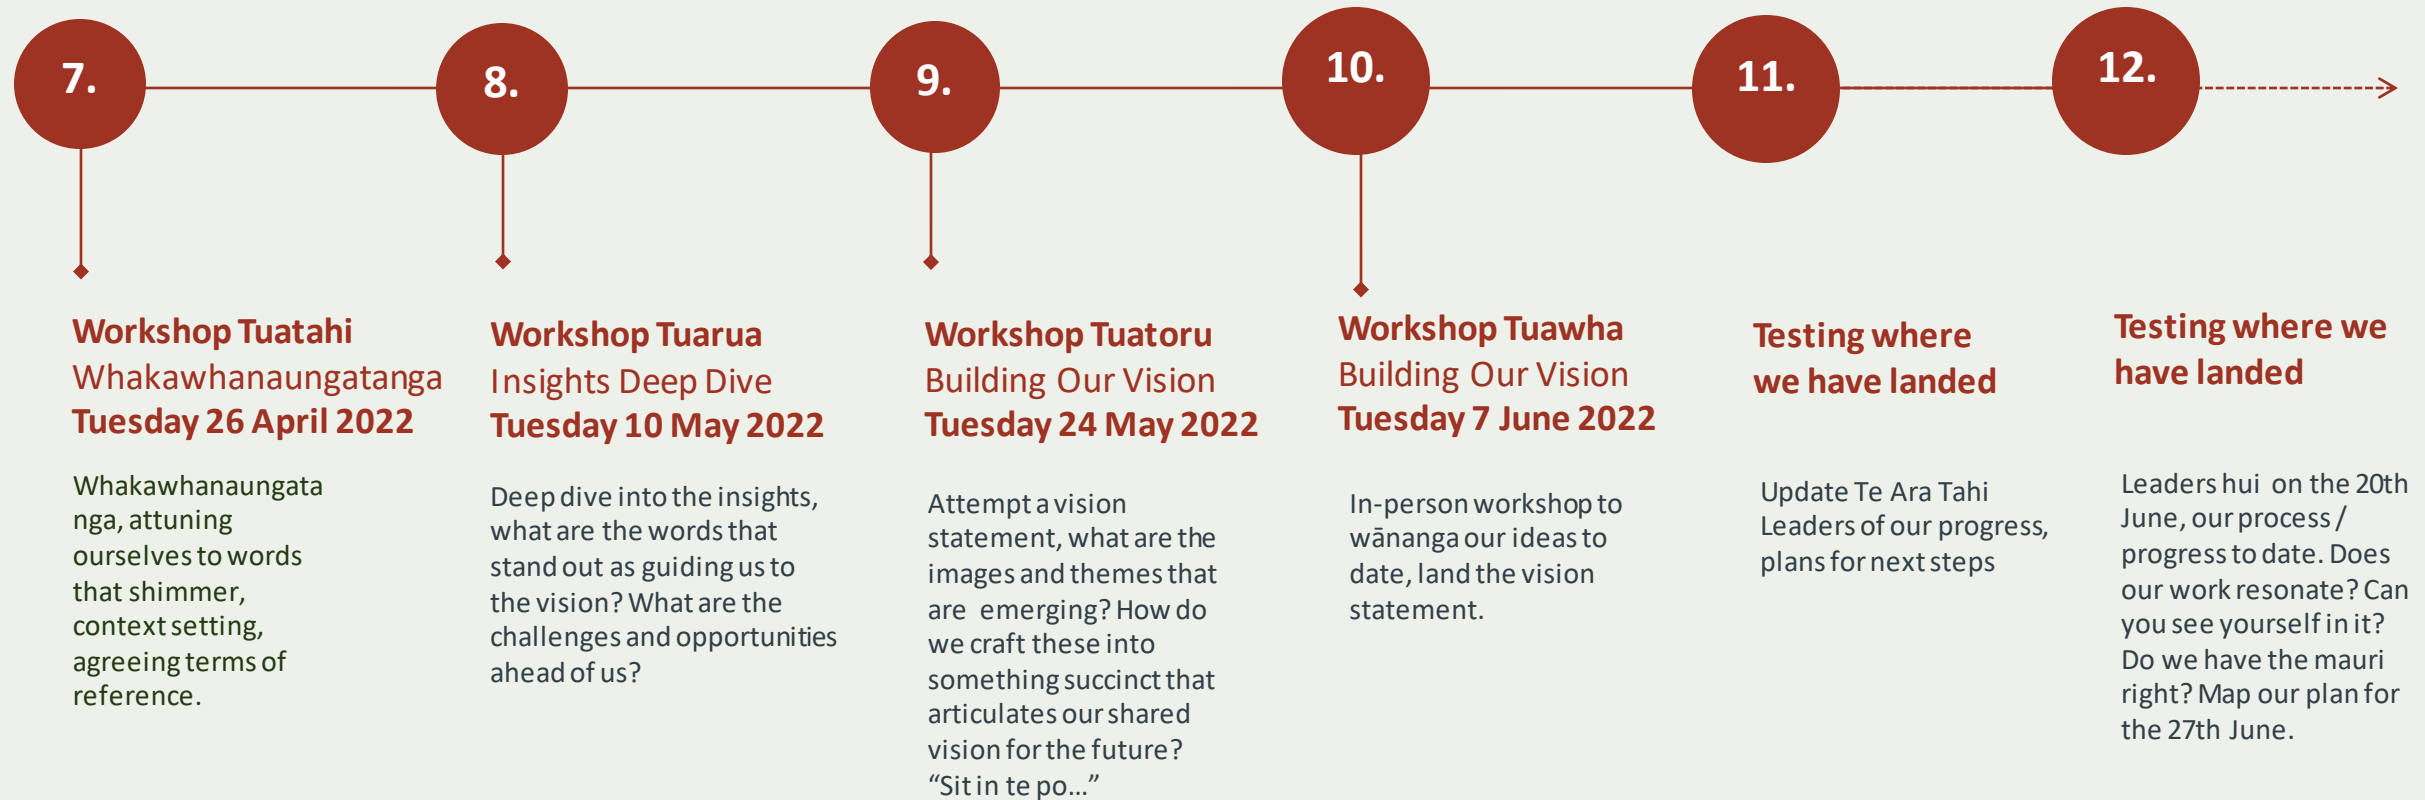 7.
Workshop Tuatahi
Whakawhanaungatanga
Tuesday 26 April 2022
Whakawhanaungata
nga, attuning
ourselves to words
that shimmer,
context setting,
agreeing terms of
reference.
8.
Workshop Tuarua
Insights Deep Dive
Tuesday 10 May 2022
Deep dive into the insights,
what are the words that
stand out as guiding us to
the vision? What are the
challenges and opportunities
ahead of us?
9.
Workshop Tuatoru
Building Our Vision
Tuesday 24 May 2022
Attempt a vision
statement, what are the
images and themes that
are emerging? How do
we craft these into
something succinct that
articulates our shared
vision for the future?
“Sit in te po...”
10.
Workshop Tuawha
Building Our Vision
Tuesday 7 June 2022
In-person workshop to
wānanga our ideas to
date, land the vision
statement.
11.
Testing where
we have landed
Update Te Ara Tahi
Leaders of our progress,
plans for next steps
12.
Testing where we
have landed
Leaders hui on the 20th
June, our process /
progress to date. Does
our work resonate? Can
you see yourself in it?
Do we have the mauri
right? Map our plan for
the 27th June.